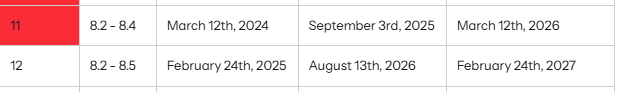 11 8.2 - 8.4 March 12th, 2024 September 3rd, 2025 March 12th, 2026
12 8.2 - 8.5 February 24th, 2025 August 13th, 2026 February 24th, 2027